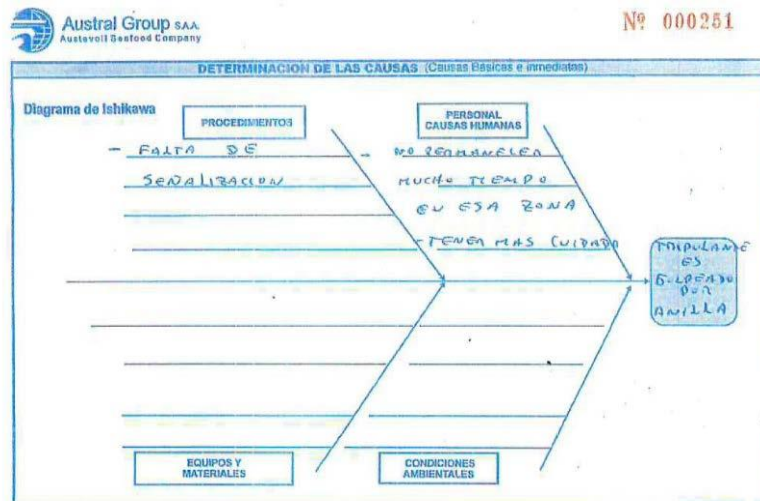 Austral Group S.A.A.
Austevoll Seafood Company
Nº 000251
DETERMINACION DE LAS CAUSAS (Causas Básicas e inmediatas)
Diagrama de Ishikawa
PROCEDIMIENTOS
PERSONAL
CAUSAS HUMANAS
- FALTA DE
SEÑALIZACION
- NO PERMANECER
MUCHO TIEMPO
EN ESA ZONA
- TENER MAS CUIDADO
TRIPULANTE
ES
GOLPEADO
POR
ANILLA
EQUIPOS Y
MATERIALES
CONDICIONES
AMBIENTALES